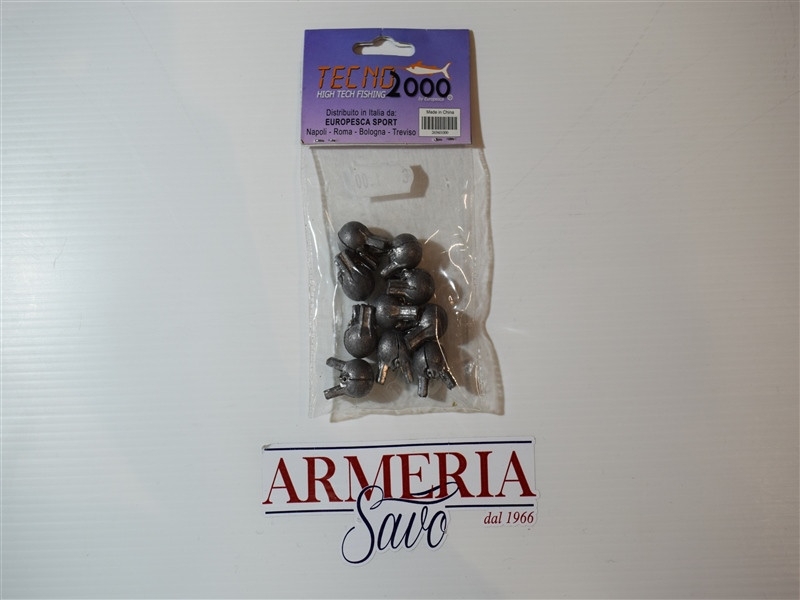 TECNO
2000
HIGH TECH FISHING
Distribuito in Italia da:
EUROPESCA SPORT
Napoli - Roma - Bologna - Treviso
Made in China
ARMERIA
Savo
dal 1966